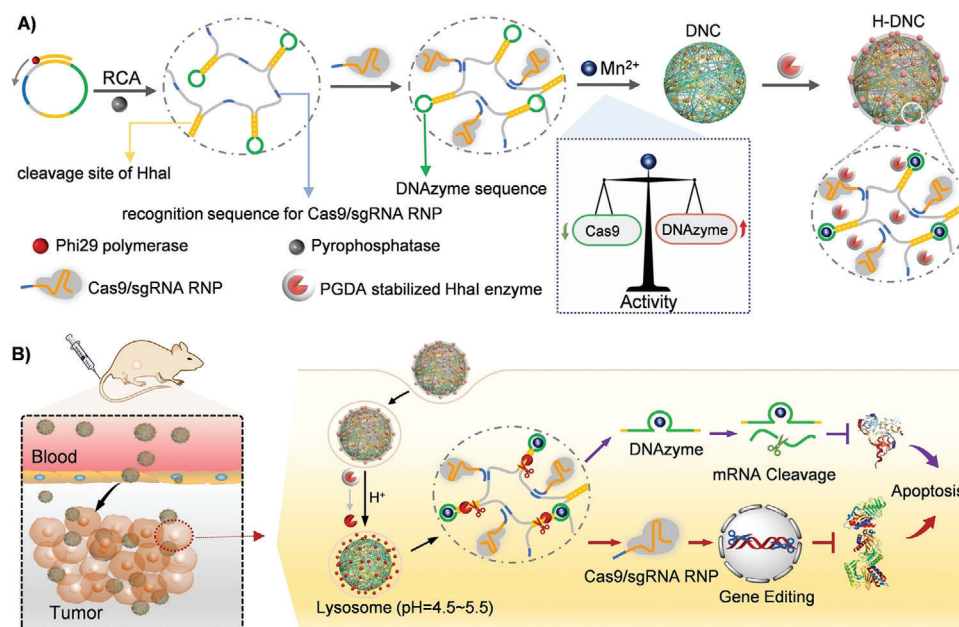 A)
RCA
Mn2+
DNC
H-DNC
cleavage site of HhaI
DNAzyme sequence
recognition sequence for Cas9/sgRNA RNP
Phi29 polymerase
Pyrophosphatase
Cas9/sgRNA RNP
PGDA stabilized HhaI enzyme
Cas9
DNAzyme
Activity
B)
Blood
Tumor
H+
Lysosome (pH=4.5~5.5)
DNAzyme
mRNA Cleavage
Apoptosis
Cas9/sgRNA RNP
Gene Editing